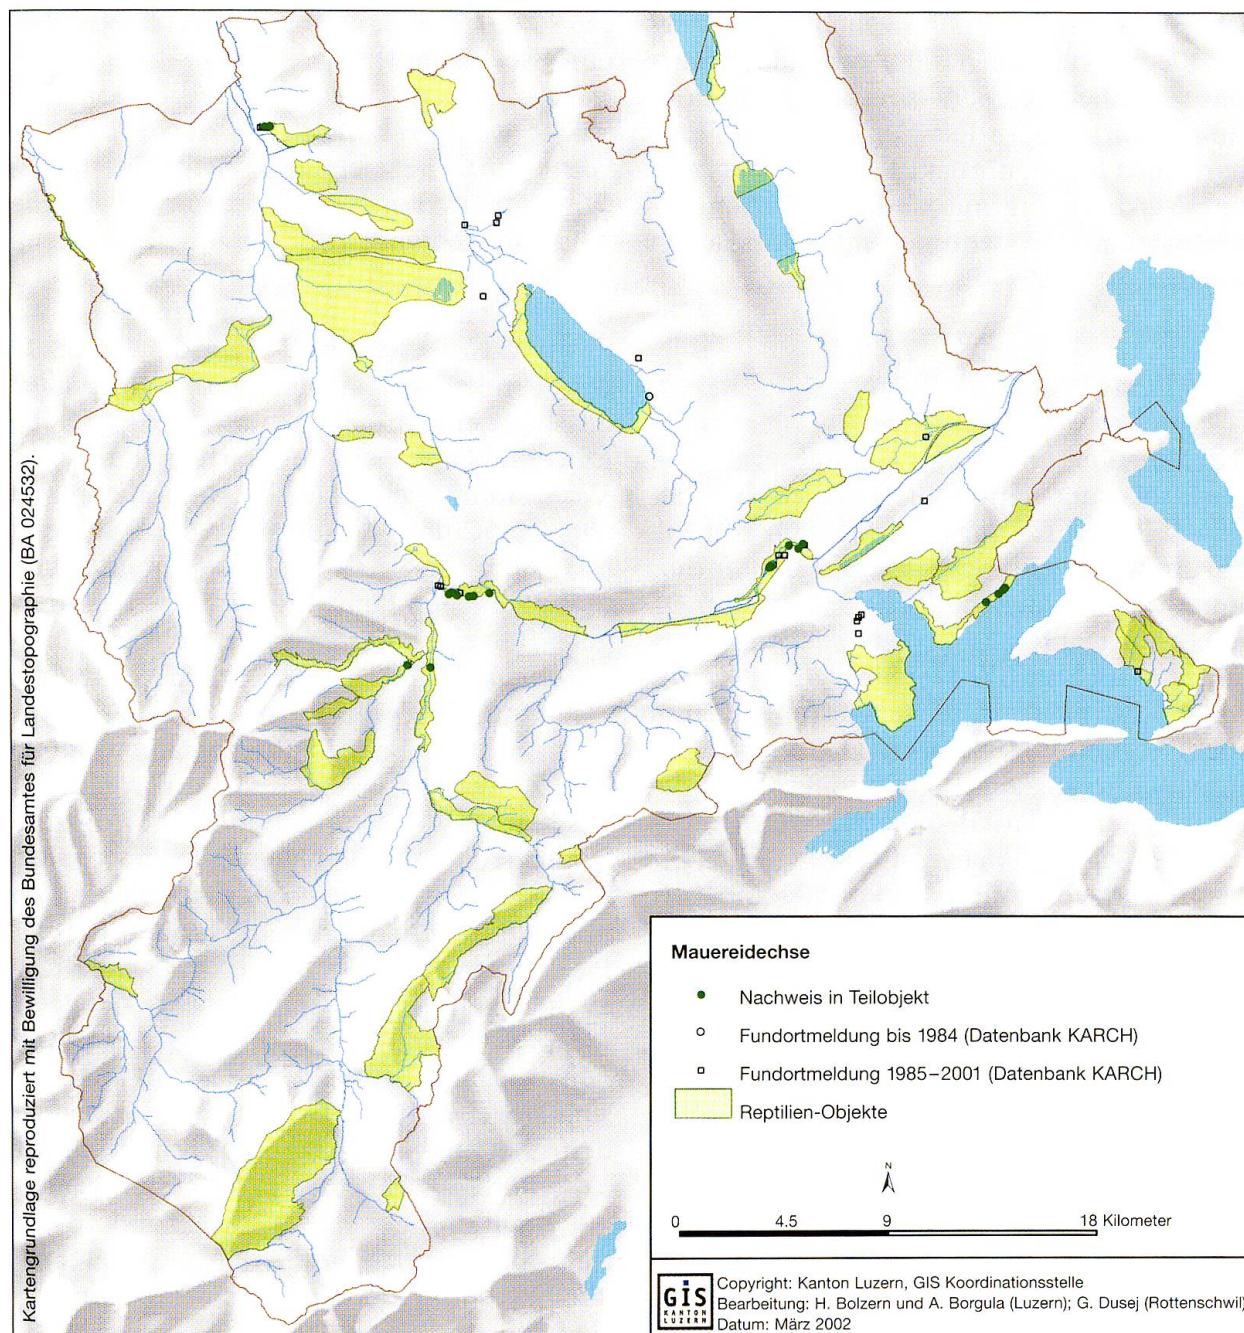 Kartengrundlage reproduziert mit Bewilligung des Bundesamtes für Landestopographie (BA 024532).
Mauereidechse
Nachweis in Teilobjekt
Fundortmeldung bis 1984 (Datenbank KARCH)
Fundortmeldung 1985–2001 (Datenbank KARCH)
Reptilien-Objekte
N
0 4.5 9 18 Kilometer
GIS
KANTON
LUZERN
Copyright: Kanton Luzern, GIS Koordinationsstelle
Bearbeitung: H. Bolzern und A. Borgula (Luzern); G. Dusej (Rottenschwil)
Datum: März 2002